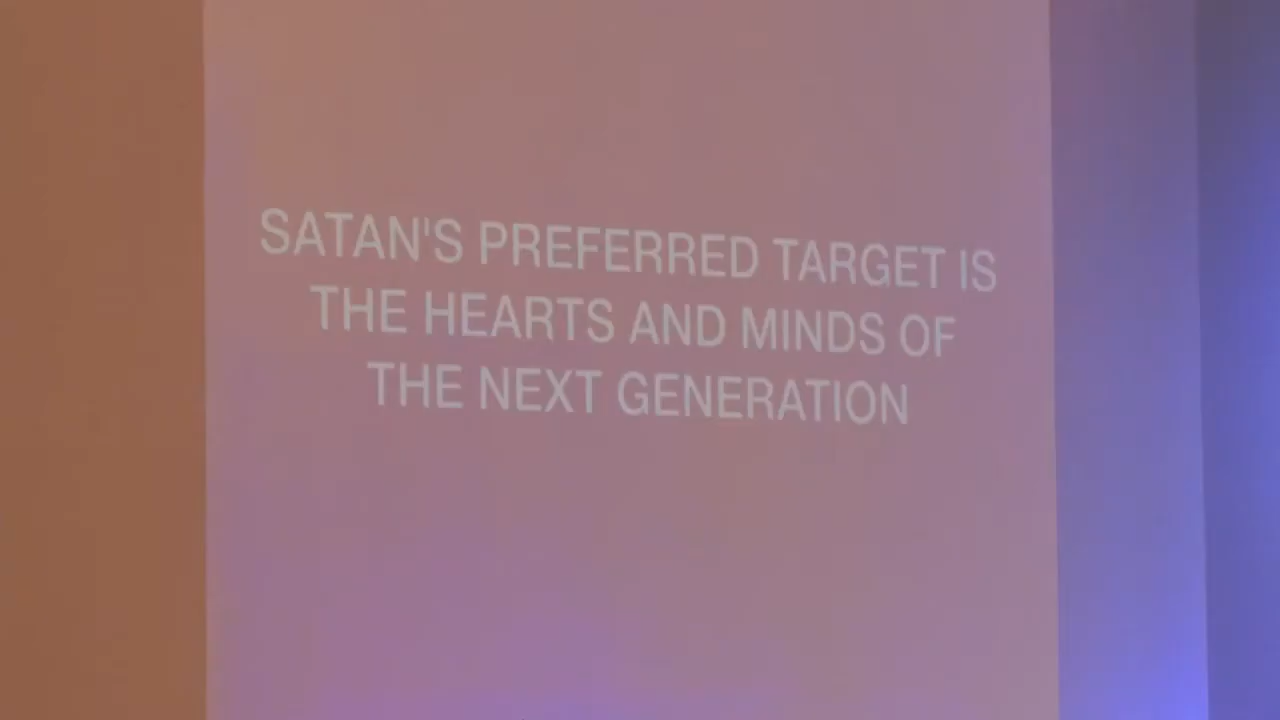 SATAN'S PREFERRED TARGET IS
THE HEARTS AND MINDS OF
THE NEXT GENERATION